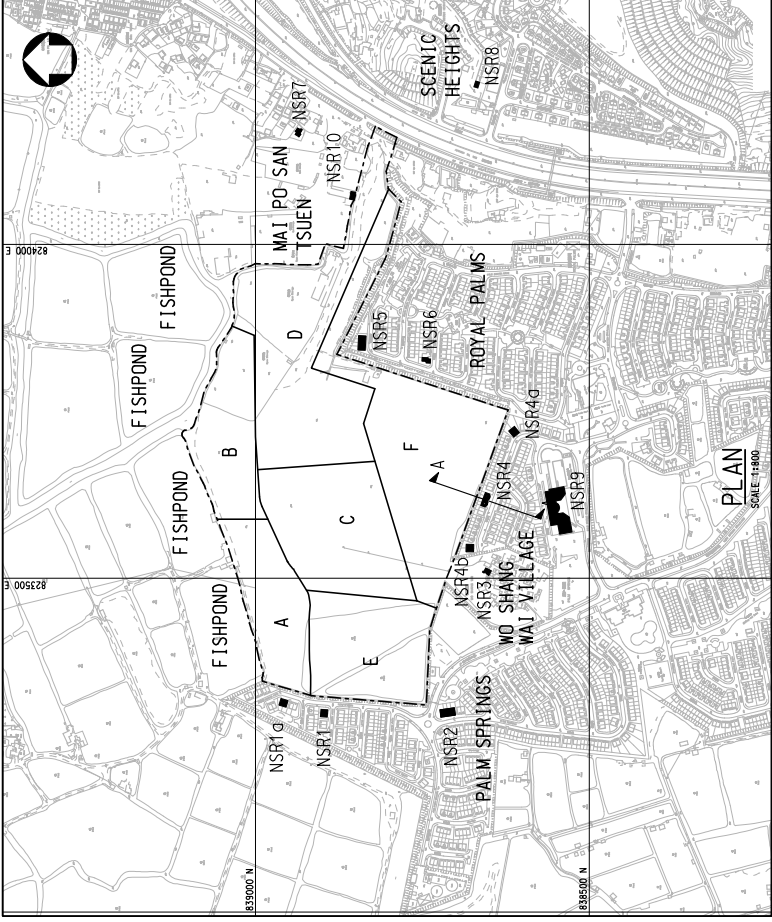 823500 E
824000 E
FISHPOND
FISHPOND
FISHPOND
FISHPOND
839000 N
B
A
NSR1a
NSR1
MAI PO SAN
TSUEN
NSR7
NSR10
D
C
E
F
A
NSR5
NSR6
SCENIC
HEIGHTS
NSR8
NSR2
PALM SPRINGS
NSR4b
NSR3
WO SHANG
WAI VILLAGE
NSR4
NSR4a
ROYAL PALMS
NSR9
838500 N
PLAN
SCALE 1:800